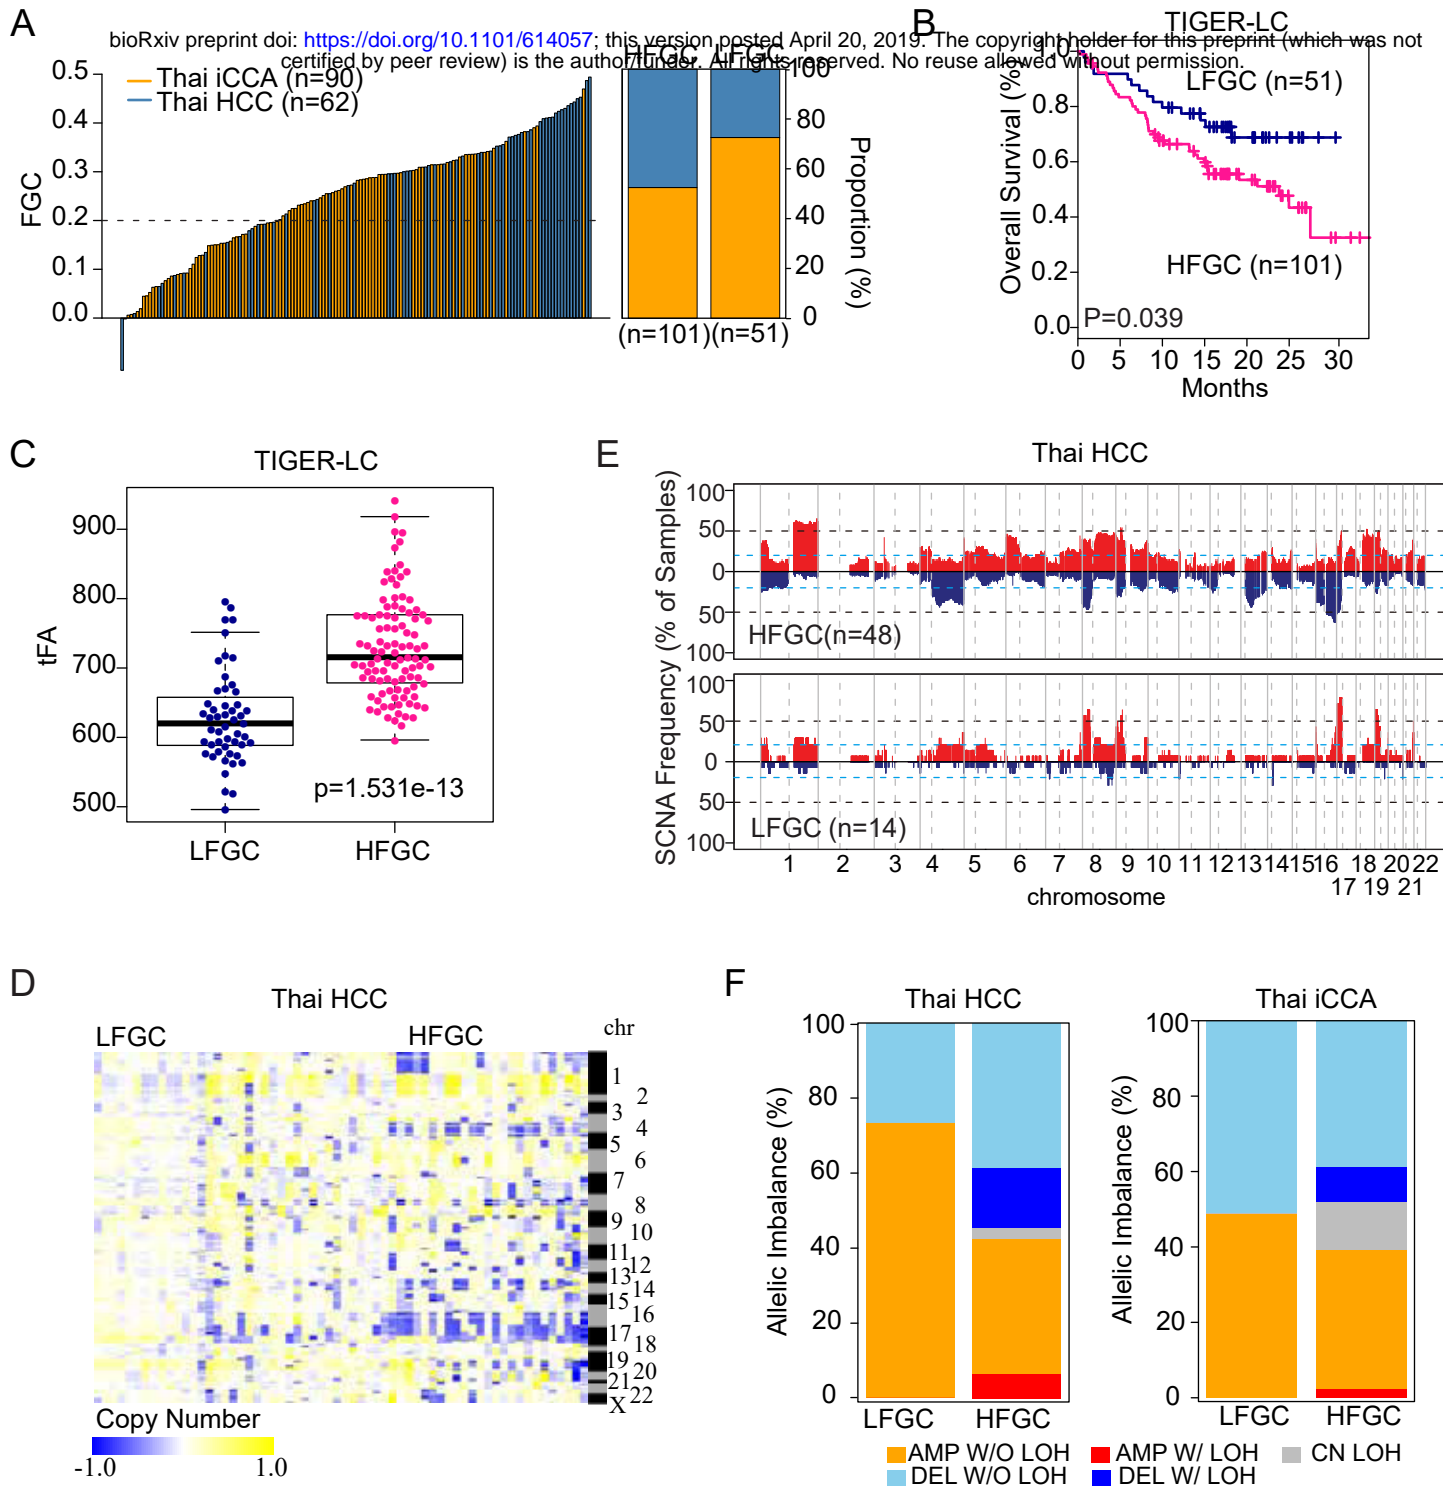 bioRxiv preprint doi: https://doi.org/10.1101/614057; this version posted April 20, 2019. The copyright holder for this preprint (which was not
certified by peer review) is the author/funder. All rights reserved. No reuse allowed without permission.
A
Thai iCCA (n=90)
Thai HCC (n=62)
FGC
0.5
0.4
0.3
0.2
0.1
0.0
HFGC LFGC
100
80
60
40
20
0
Proportion (%)
(n=101) (n=51)
B
TIGER-LC
Overall Survival (%)
1.0
0.8
0.6
0.4
0.2
0.0
LFGC (n=51)
HFGC (n=101)
P=0.039
0 5 10 15 20 25 30
Months
C
TIGER-LC
tFA
900
800
700
600
500
p=1.531e-13
LFGC HFGC
E
Thai HCC
SCNA Frequency (% of Samples)
100
50
0
50
100
HFGC(n=48)
100
50
0
50
100
LFGC (n=14)
1 2 3 4 5 6 7 8 9 10 11 12 13 14 15 16 18 20 22
17 19 21
chromosome
D
Thai HCC
LFGC HFGC chr
1
2
3
4
5
6
7
8
9
10
11
12
13
14
15
16
17
18
19
20
21
22
X
Copy Number
-1.0 1.0
F
Thai HCC
Allelic Imbalance (%)
100
80
60
40
20
0
LFGC HFGC
Thai iCCA
Allelic Imbalance (%)
100
80
60
40
20
0
LFGC HFGC
AMP W/O LOH AMP W/ LOH CN LOH
DEL W/O LOH DEL W/ LOH